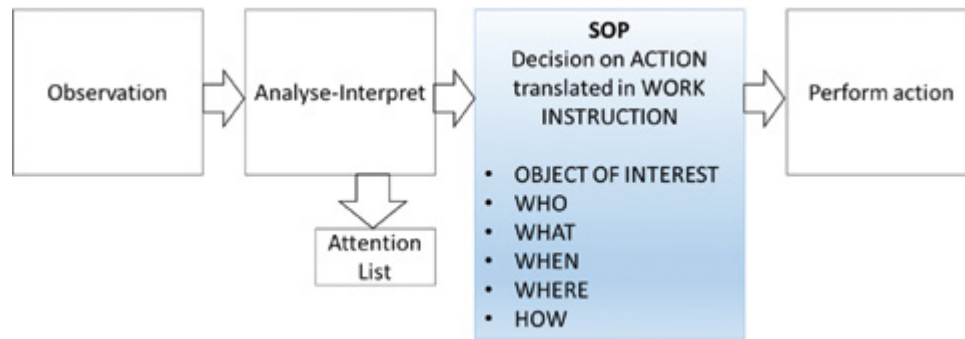 Observation
Analyse-Interpret
Attention
List
SOP
Decision on ACTION
translated in WORK
INSTRUCTION
• OBJECT OF INTEREST
• WHO
• WHAT
• WHEN
• WHERE
• HOW
Perform action